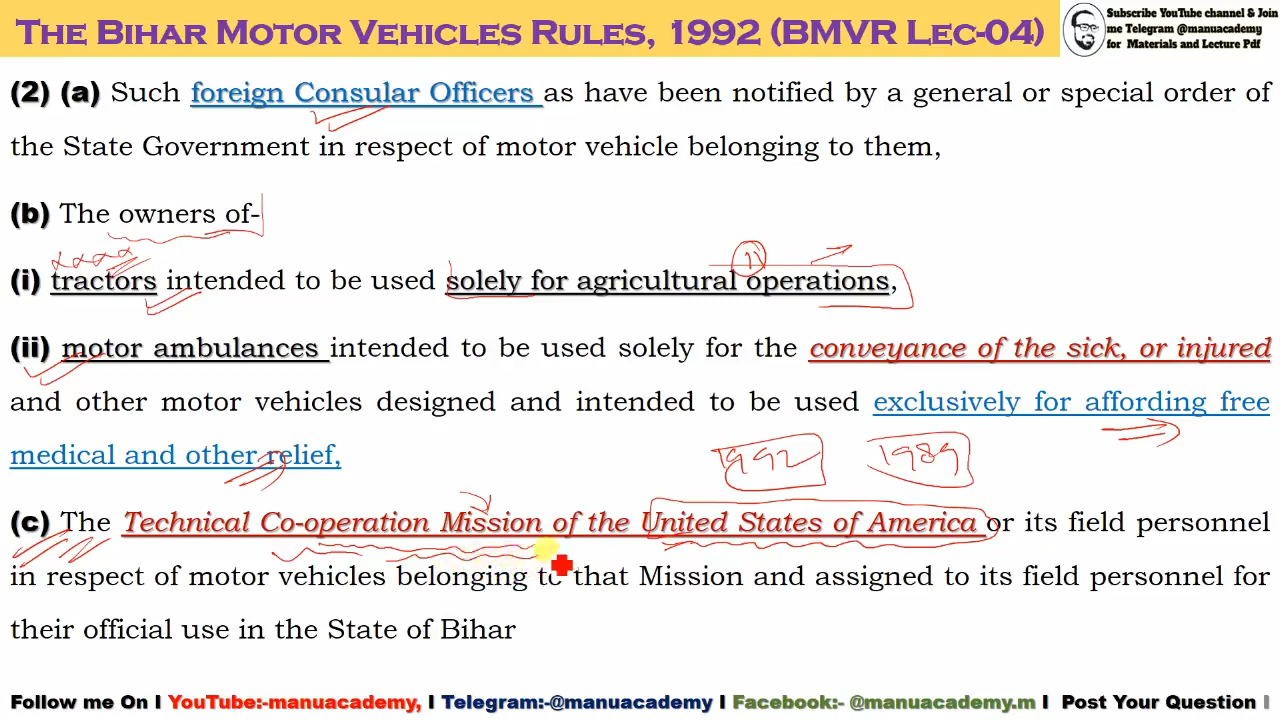 THE BIHAR MOTOR VEHICLES RULES, 1992 (BMVR LEC-04)
Subscribe YouTube channel & Join
me Telegram @manuacademy
for Materials and Lecture Pdf
(2) (a) Such foreign Consular Officers as have been notified by a general or special order of
the State Government in respect of motor vehicle belonging to them,
(b) The owners of-
(i) tractors intended to be used solely for agricultural operations,
(ii) motor ambulances intended to be used solely for the conveyance of the sick, or injured
and other motor vehicles designed and intended to be used exclusively for affording free
medical and other relief,
1992 1989
(c) The Technical Co-operation Mission of the United States of America or its field personnel
in respect of motor vehicles belonging to that Mission and assigned to its field personnel for
their official use in the State of Bihar
Follow me On I YouTube:-manuacademy, I Telegram:-@manuacademy I Facebook:- @manuacademy.m I Post Your Question I